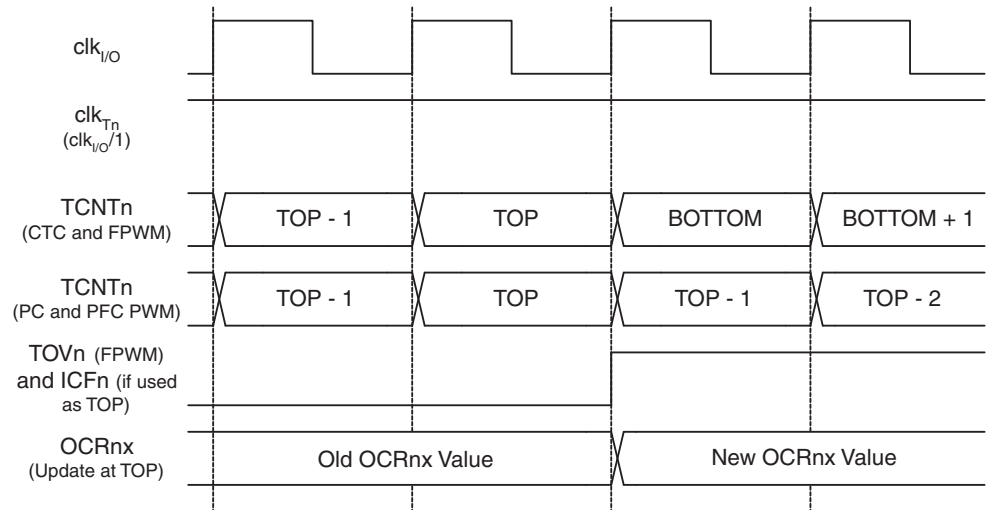 clkI/O
clkTn
(clkI/O/1)
TCNTn
(CTC and FPWM)
TOP - 1 TOP BOTTOM BOTTOM + 1
TCNTn
(PC and PFC PWM)
TOP - 1 TOP TOP - 1 TOP - 2
TOVn (FPWM)
and ICFn (if used
as TOP)
OCRnx
(Update at TOP)
Old OCRnx Value New OCRnx Value